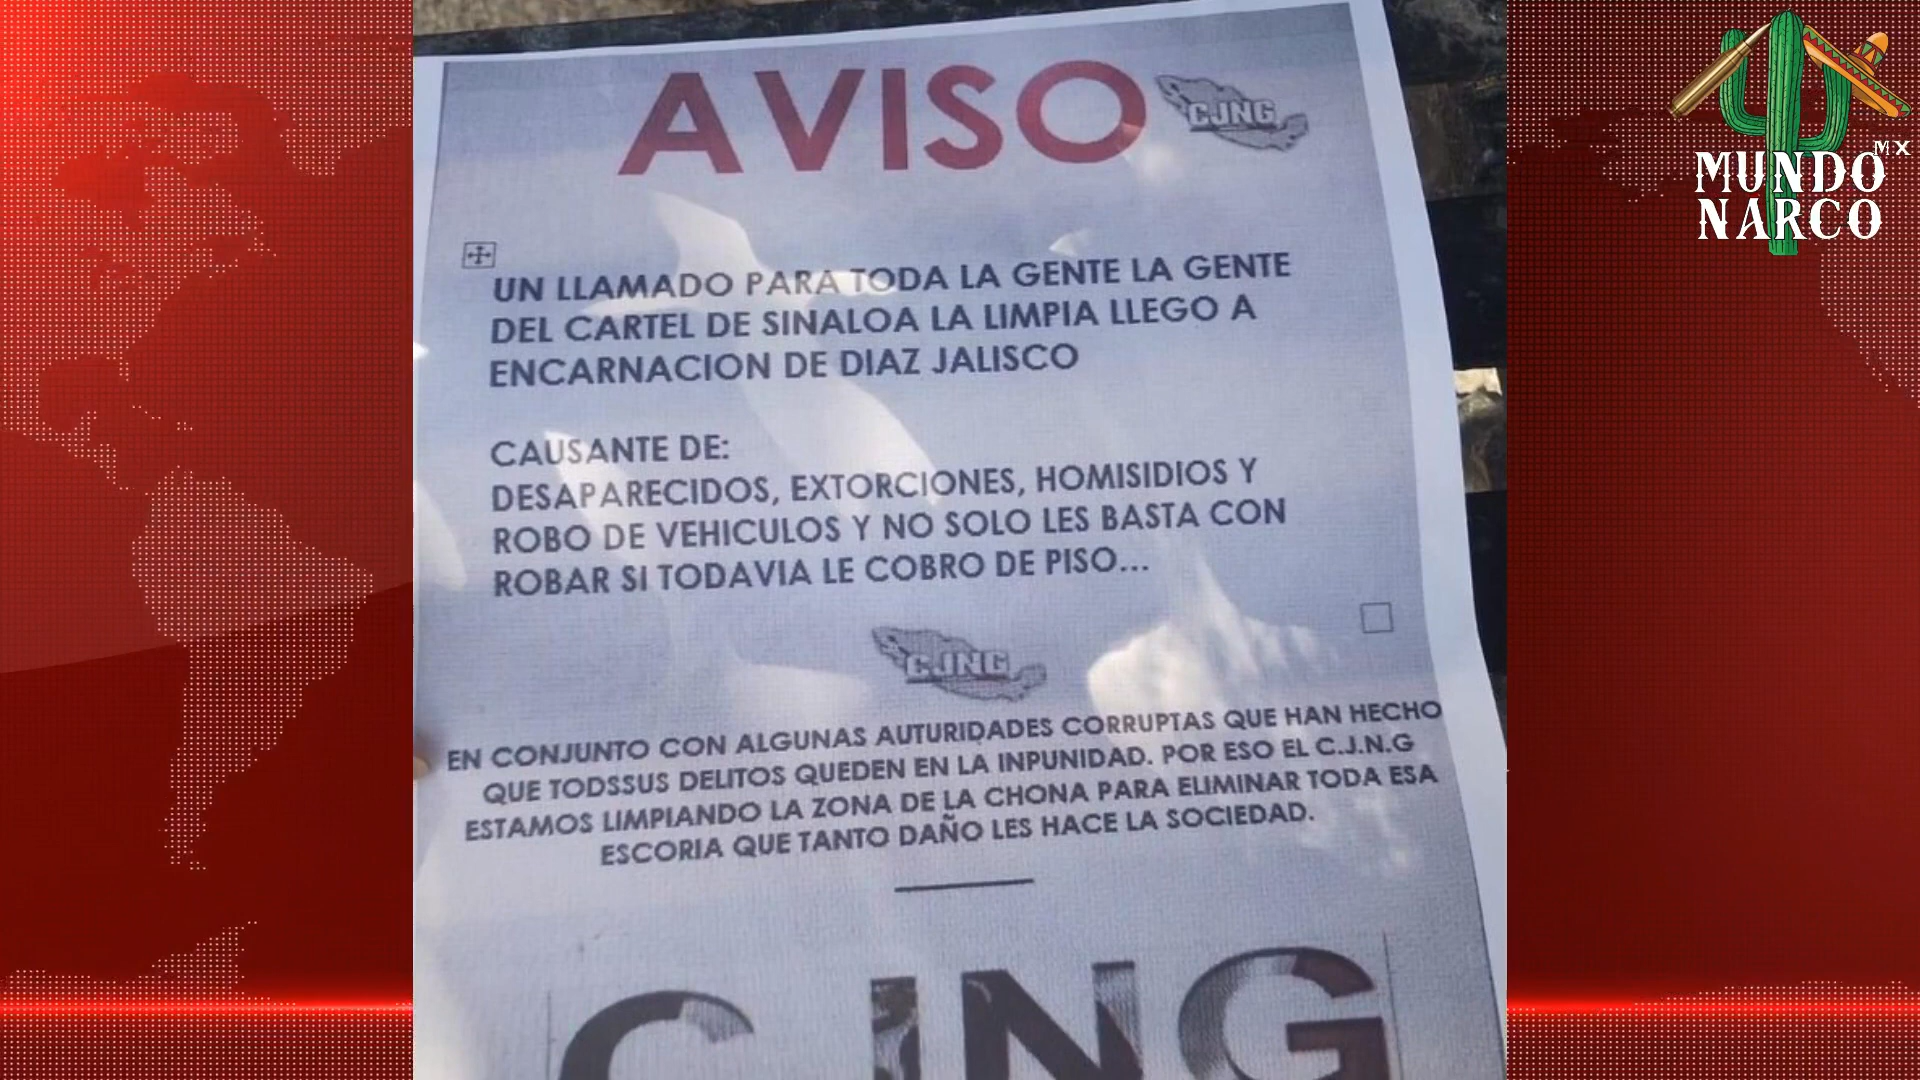 AVISO
CJNG
UN LLAMADO PARA TODA LA GENTE LA GENTE
DEL CARTEL DE SINALOA LA LIMPIA LLEGO A
ENCARNACION DE DIAZ JALISCO
CAUSANTE DE:
DESAPARECIDOS, EXTORCIONES, HOMISIDIOS Y
ROBO DE VEHICULOS Y NO SOLO LES BASTA CON
ROBAR SI TODAVIA LE COBRO DE PISO...
CJNG
EN CONJUNTO CON ALGUNAS AUTURIDADES CORRUPTAS QUE HAN HECHO
QUE TODSSUS DELITOS QUEDEN EN LA INPUNIDAD. POR ESO EL C.J.N.G
ESTAMOS LIMPIANDO LA ZONA DE LA CHONA PARA ELIMINAR TODA ESA
ESCORIA QUE TANTO DAÑO LES HACE LA SOCIEDAD.
CJNG
MUNDO MX
NARCO